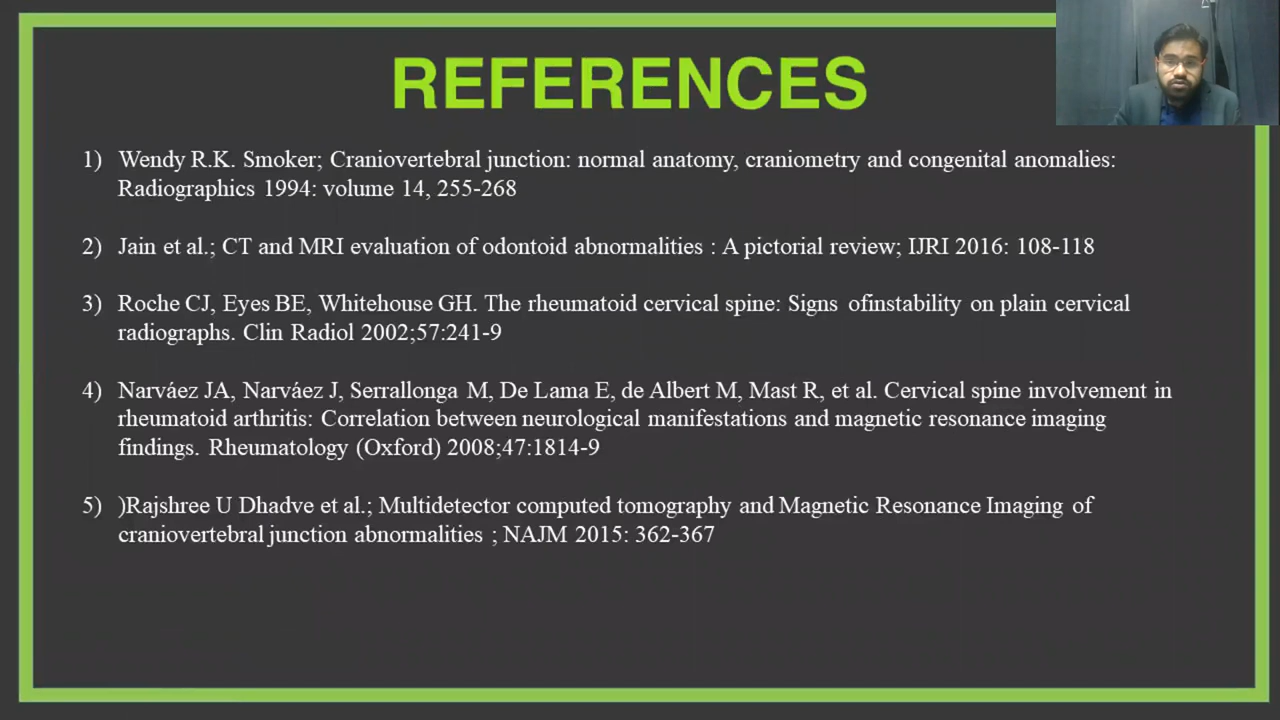 REFERENCES
1) Wendy R.K. Smoker; Craniovertebral junction: normal anatomy, craniometry and congenital anomalies:
Radiographics 1994: volume 14, 255-268
2) Jain et al.; CT and MRI evaluation of odontoid abnormalities : A pictorial review; IJRI 2016: 108-118
3) Roche CJ, Eyes BE, Whitehouse GH. The rheumatoid cervical spine: Signs ofinstability on plain cervical
radiographs. Clin Radiol 2002;57:241-9
4) Narváez JA, Narváez J, Serrallonga M, De Lama E, de Albert M, Mast R, et al. Cervical spine involvement in
rheumatoid arthritis: Correlation between neurological manifestations and magnetic resonance imaging
findings. Rheumatology (Oxford) 2008;47:1814-9
5) )Rajshree U Dhadve et al.; Multidetector computed tomography and Magnetic Resonance Imaging of
craniovertebral junction abnormalities ; NAJM 2015: 362-367